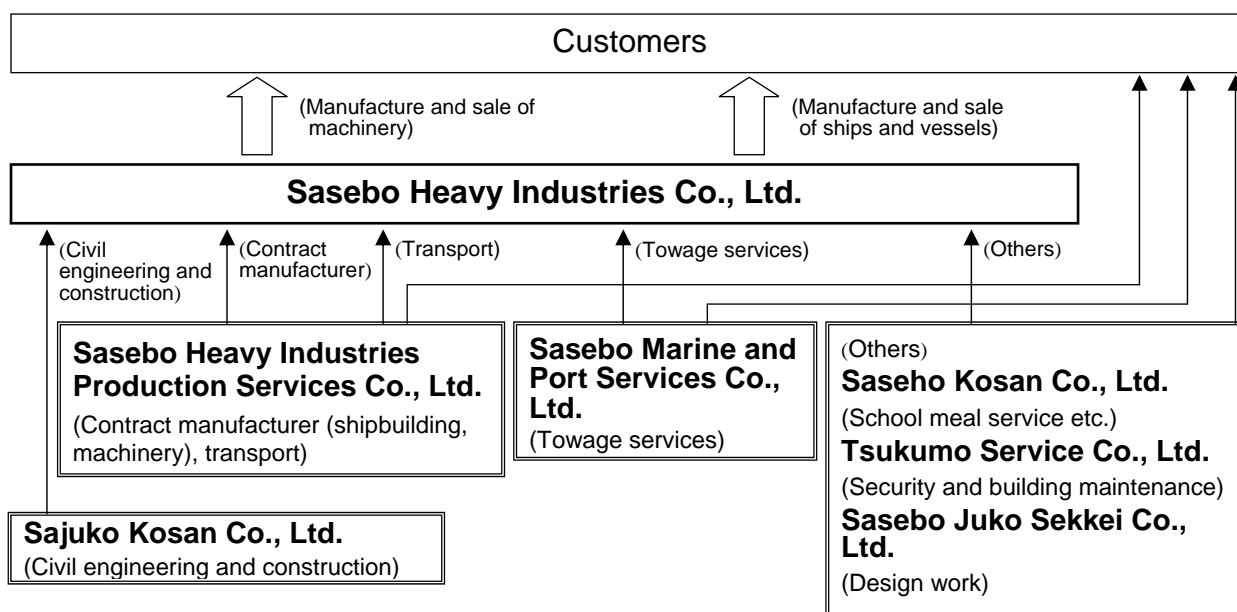 Customers
(Manufacture and sale of
machinery)
(Manufacture and sale
of ships and vessels)
Sasebo Heavy Industries Co., Ltd.
(Civil
engineering and
construction)
(Contract
manufacturer)
(Transport)
(Towage services)
(Others)
Sasebo Heavy Industries
Production Services Co., Ltd.
(Contract manufacturer (shipbuilding,
machinery), transport)
Sasebo Marine and
Port Services Co.,
Ltd.
(Towage services)
(Others)
Saseho Kosan Co., Ltd.
(School meal service etc.)
Tsukumo Service Co., Ltd.
(Security and building maintenance)
Sasebo Juko Sekkei Co.,
Ltd.
(Design work)
Sajuko Kosan Co., Ltd.
(Civil engineering and construction)